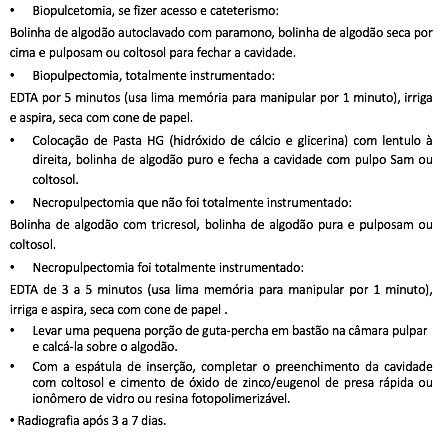 • Biopulcetomia, se fizer acesso e cateterismo:
Bolinha de algodão autoclavado com paramono, bolinha de algodão seca por
cima e pulposam ou coltosol para fechar a cavidade.
• Biopulpectomia, totalmente instrumentado:
EDTA por 5 minutos (usa lima memória para manipular por 1 minuto), irriga
e aspira, seca com cone de papel.
• Colocação de Pasta HG (hidróxido de cálcio e glicerina) com lentulo à
direita, bolinha de algodão puro e fecha a cavidade com pulpo Sam ou
coltosol.
• Necropulpectomia que não foi totalmente instrumentado:
Bolinha de algodão com tricresol, bolinha de algodão pura e pulposam ou
coltosol.
• Necropulpectomia foi totalmente instrumentado:
EDTA de 3 a 5 minutos (usa lima memória para manipular por 1 minuto),
irriga e aspira, seca com cone de papel .
• Levar uma pequena porção de guta-percha em bastão na câmara pulpar
e calcá-la sobre o algodão.
• Com a espátula de inserção, completar o preenchimento da cavidade
com coltosol e cimento de óxido de zinco/eugenol de presa rápida ou
ionômero de vidro ou resina fotopolimerizável.
• Radiografia após 3 a 7 dias.